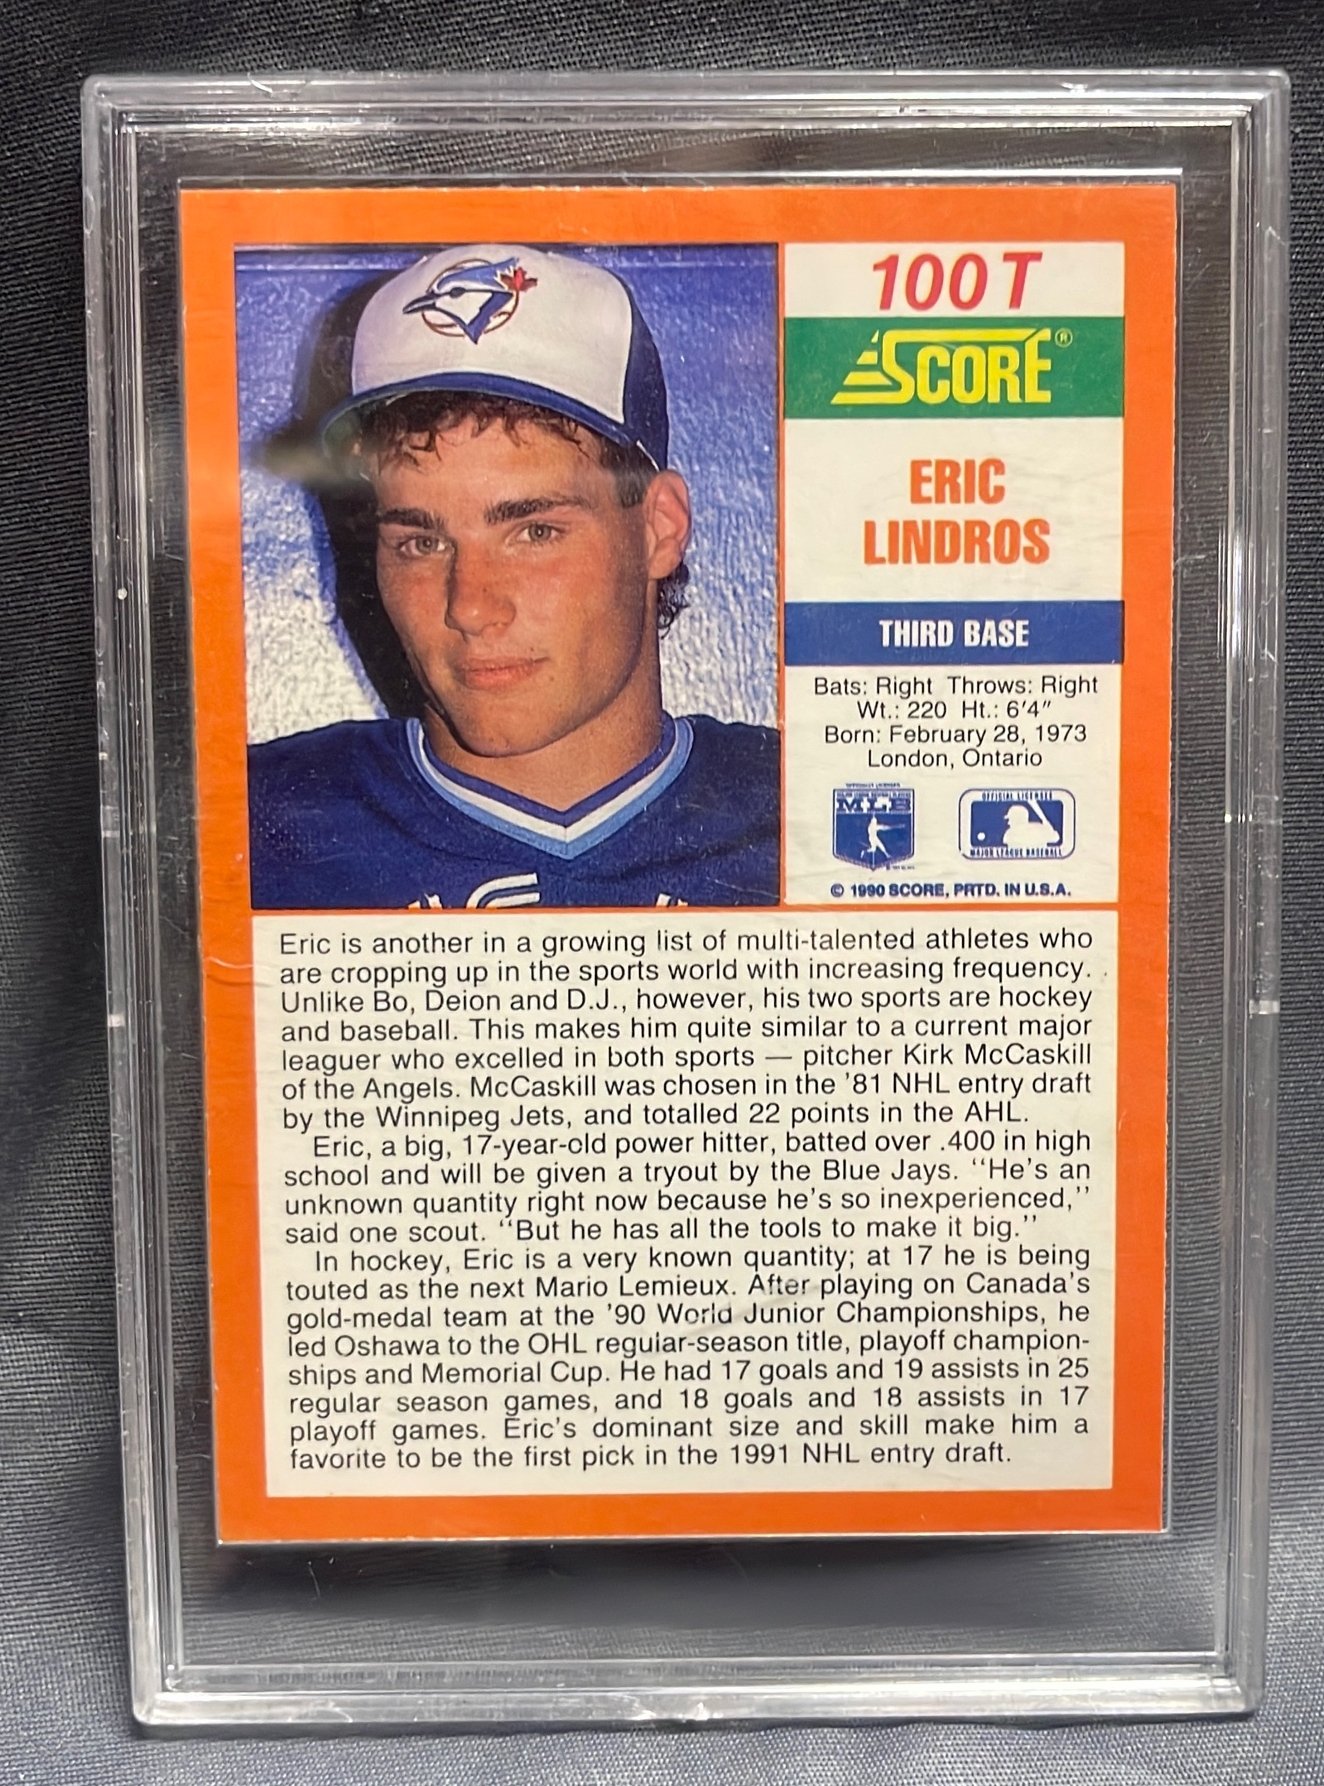 100T
SCORE®
ERIC
LINDROS
THIRD BASE
Bats: Right Throws: Right
Wt.: 220 Ht.: 6'4"
Born: February 28, 1973
London, Ontario
MLB
OFFICIAL LICENSEE
MAJOR LEAGUE BASEBALL
© 1990 SCORE, PRTD. IN U.S.A.
Eric is another in a growing list of multi-talented athletes who
are cropping up in the sports world with increasing frequency.
Unlike Bo, Deion and D.J., however, his two sports are hockey
and baseball. This makes him quite similar to a current major
leaguer who excelled in both sports — pitcher Kirk McCaskill
of the Angels. McCaskill was chosen in the '81 NHL entry draft
by the Winnipeg Jets, and totalled 22 points in the AHL.
Eric, a big, 17-year-old power hitter, batted over .400 in high
school and will be given a tryout by the Blue Jays. "He's an
unknown quantity right now because he's so inexperienced,"
said one scout. "But he has all the tools to make it big."
In hockey, Eric is a very known quantity; at 17 he is being
touted as the next Mario Lemieux. After playing on Canada's
gold-medal team at the '90 World Junior Championships, he
led Oshawa to the OHL regular-season title, playoff champion-
ships and Memorial Cup. He had 17 goals and 19 assists in 25
regular season games, and 18 goals and 18 assists in 17
playoff games. Eric's dominant size and skill make him a
favorite to be the first pick in the 1991 NHL entry draft.